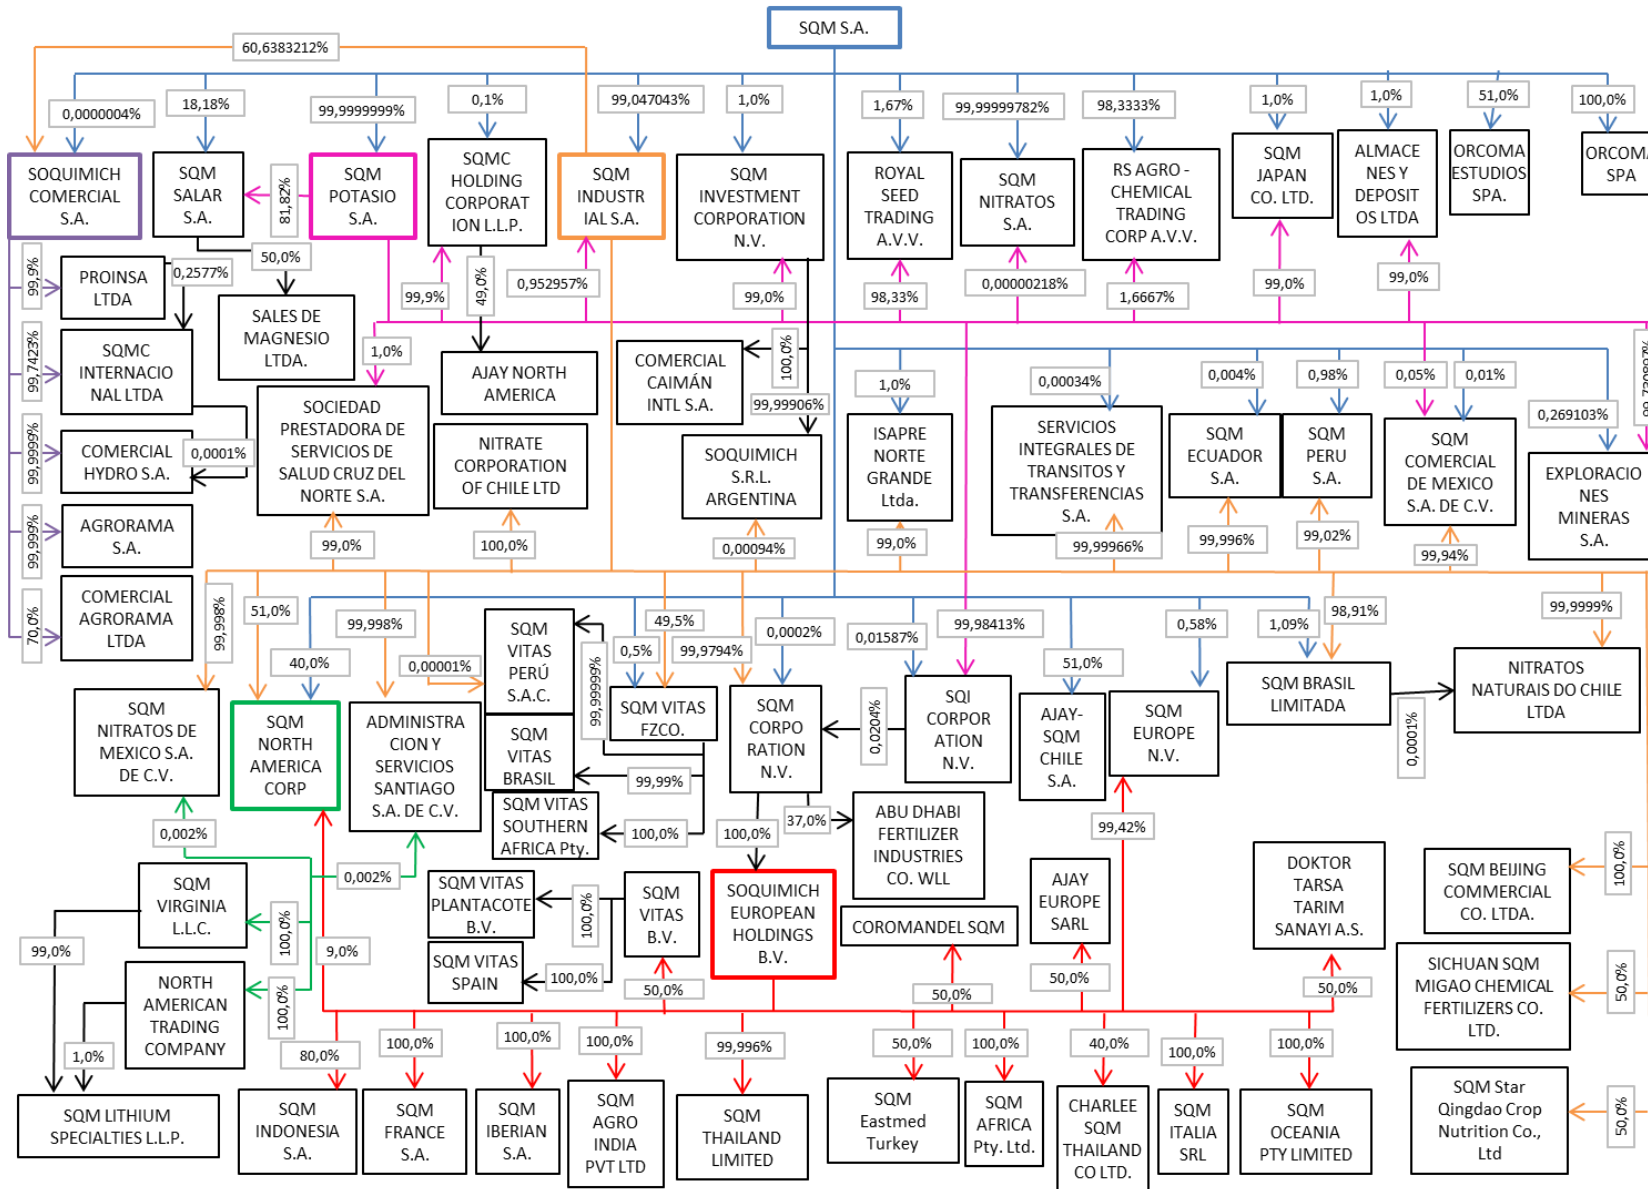 SQM S.A.
60,6383212%
0,0000004%
18,18%
99,9999999%
0,1%
99,047043%
1,0%
1,67%
99,99999782%
98,3333%
1,0%
1,0%
51,0%
100,0%
SOQUIMICH
COMERCIAL
S.A.
SQM
SALAR
S.A.
81,82%
SQM
POTASIO
S.A.
SQMC
HOLDING
CORPORAT
ION L.L.P.
SQM
INDUSTR
IAL S.A.
SQM
INVESTMENT
CORPORATION
N.V.
ROYAL
SEED
TRADING
A.V.V.
SQM
NITRATOS
S.A.
RS AGRO -
CHEMICAL
TRADING
CORP A.V.V.
SQM
JAPAN
CO. LTD.
ALMACE
NES Y
DEPOSIT
OS LTDA
ORCOMA
ESTUDIOS
SPA.
ORCOMA
SPA
99,9%
PROINSA
LTDA
0,2577%
50,0%
99,9%
49,0%
0,952957%
99,0%
98,33%
0,00000218%
1,6667%
99,0%
99,0%
SALES DE
MAGNESIO
LTDA.
99,7423%
SQMC
INTERNACIO
NAL LTDA
1,0%
AJAY NORTH
AMERICA
COMERCIAL
CAIMÁN
INTL S.A.
100,0%
99,99906%
1,0%
0,00034%
0,004%
0,98%
0,05%
0,01%
0,269103%
99,730897%
SOCIEDAD
PRESTADORA DE
SERVICIOS DE
SALUD CRUZ DEL
NORTE S.A.
NITRATE
CORPORATION
OF CHILE LTD
SOQUIMICH
S.R.L.
ARGENTINA
ISAPRE
NORTE
GRANDE
Ltda.
SERVICIOS
INTEGRALES DE
TRANSITOS Y
TRANSFERENCIAS
S.A.
SQM
ECUADOR
S.A.
SQM
PERU
S.A.
SQM
COMERCIAL
DE MEXICO
S.A. DE C.V.
EXPLORACIO
NES
MINERAS
S.A.
99,9999%
COMERCIAL
HYDRO S.A.
0,0001%
99,999%
AGRORAMA
S.A.
99,0%
100,0%
0,00094%
99,0%
99,99966%
99,996%
99,02%
99,94%
70,0%
COMERCIAL
AGRORAMA
LTDA
99,998%
51,0%
40,0%
99,998%
0,00001%
SQM
VITAS
PERÚ
S.A.C.
99,99999%
0,5%
49,5%
99,9794%
0,0002%
0,01587%
99,98413%
51,0%
0,58%
1,09%
98,91%
99,9999%
SQM
NITRATOS DE
MEXICO S.A.
DE C.V.
SQM
NORTH
AMERICA
CORP
ADMINISTRA
CION Y
SERVICIOS
SANTIAGO
S.A. DE C.V.
SQM
VITAS
BRASIL
SQM VITAS
FZCO.
SQM
CORPO
RATION
N.V.
0,0204%
SQI
CORPOR
ATION
N.V.
AJAY-
SQM
CHILE
S.A.
SQM
EUROPE
N.V.
SQM BRASIL
LIMITADA
0,0001%
NITRATOS
NATURAIS DO CHILE
LTDA
99,99%
SQM VITAS
SOUTHERN
AFRICA Pty.
100,0%
100,0%
37,0%
ABU DHABI
FERTILIZER
INDUSTRIES
CO. WLL
99,42%
0,002%
0,002%
SQM
VIRGINIA
L.L.C.
100,0%
9,0%
99,0%
SQM VITAS
PLANTACOTE
B.V.
100,0%
SQM
VITAS
B.V.
SOQUIMICH
EUROPEAN
HOLDINGS
B.V.
COROMANDEL SQM
AJAY
EUROPE
SARL
DOKTOR
TARSA
TARIM
SANAYI A.S.
SQM BEIJING
COMMERCIAL
CO. LTDA.
100,0%
SQM VITAS
SPAIN
100,0%
50,0%
50,0%
50,0%
50,0%
NORTH
AMERICAN
TRADING
COMPANY
100,0%
SICHUAN SQM
MIGAO CHEMICAL
FERTILIZERS CO.
LTD.
50,0%
1,0%
80,0%
100,0%
100,0%
100,0%
99,996%
50,0%
100,0%
40,0%
100,0%
100,0%
SQM LITHIUM
SPECIALTIES L.L.P.
SQM
INDONESIA
S.A.
SQM
FRANCE
S.A.
SQM
IBERIAN
S.A.
SQM
AGRO
INDIA
PVT LTD
SQM
THAILAND
LIMITED
SQM
Eastmed
Turkey
SQM
AFRICA
Pty. Ltd.
CHARLEE
SQM
THAILAND
CO LTD.
SQM
ITALIA
SRL
SQM
OCEANIA
PTY LIMITED
SQM Star
Qingdao Crop
Nutrition Co.,
Ltd
50,0%